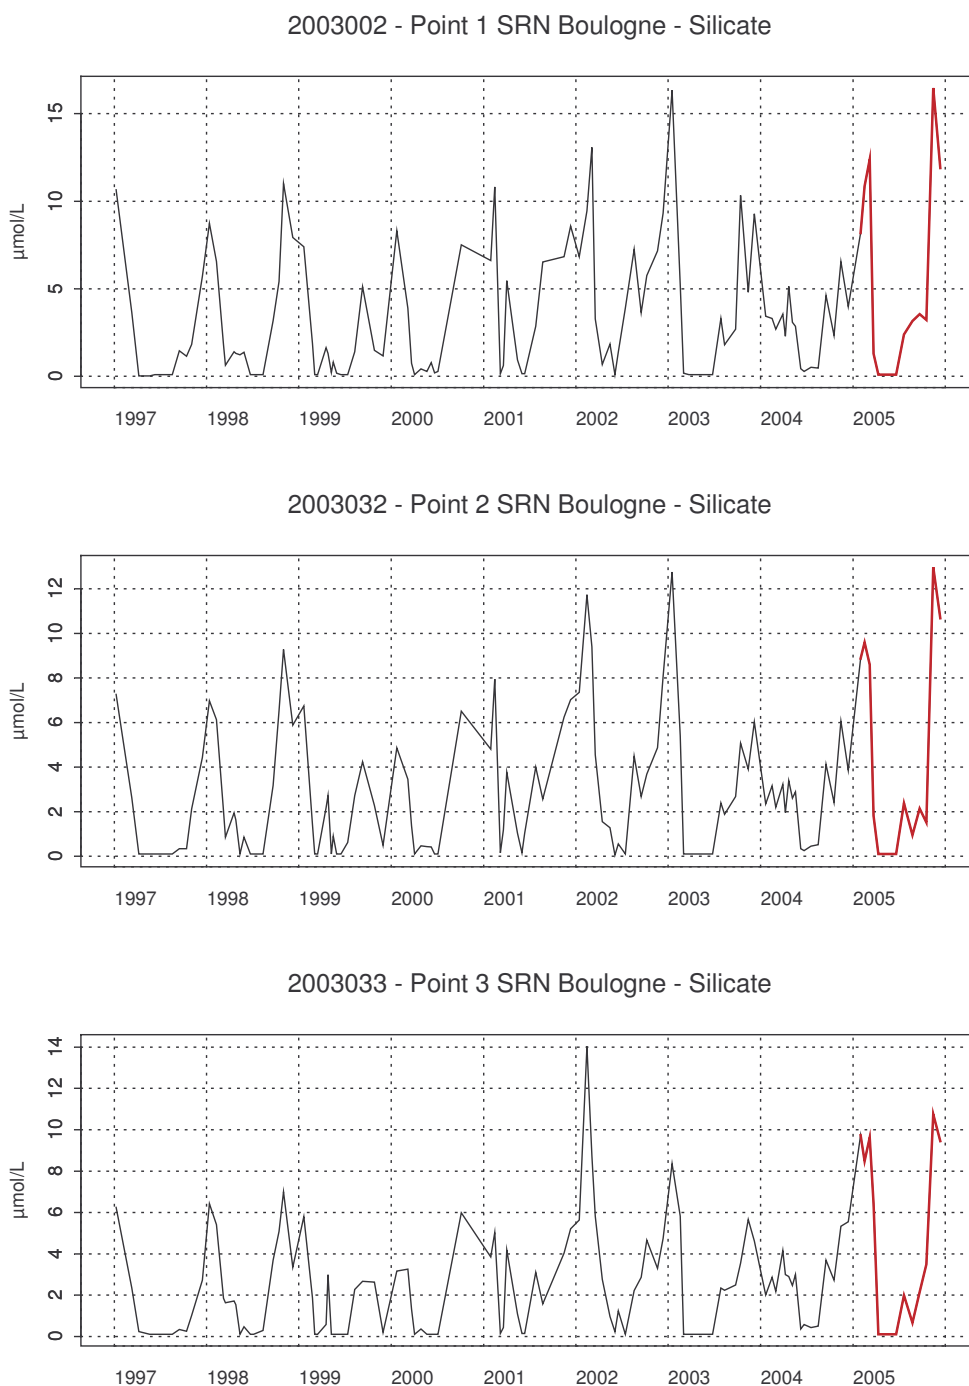 2003002 - Point 1 SRN Boulogne - Silicate
15
10
5
0
µmol/L
1997 1998 1999 2000 2001 2002 2003 2004 2005
2003032 - Point 2 SRN Boulogne - Silicate
12
10
8
6
4
2
0
µmol/L
1997 1998 1999 2000 2001 2002 2003 2004 2005
2003033 - Point 3 SRN Boulogne - Silicate
14
12
10
8
6
4
2
0
µmol/L
1997 1998 1999 2000 2001 2002 2003 2004 2005